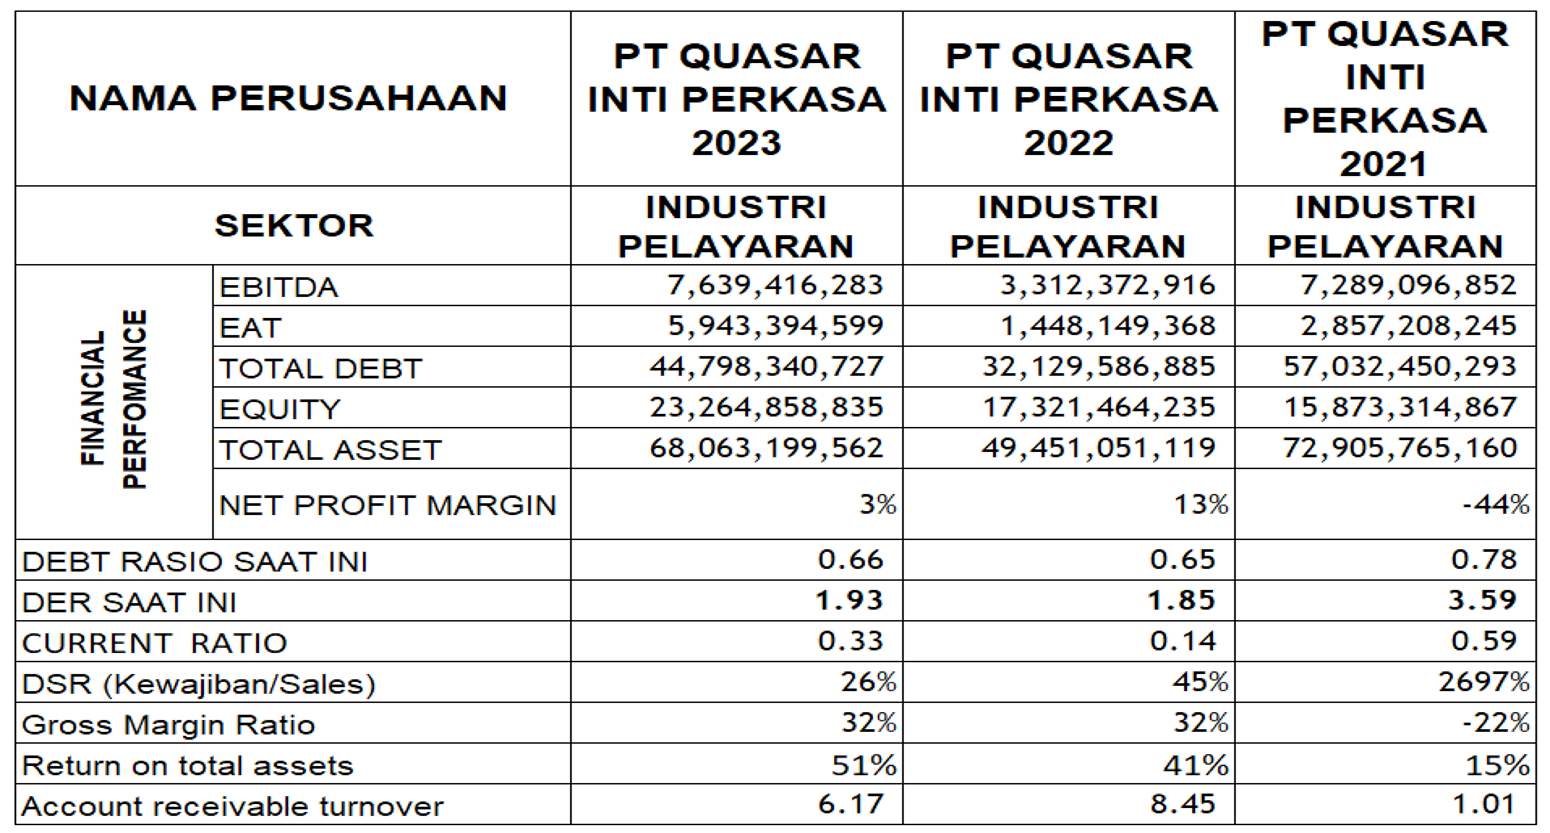 NAMA PERUSAHAAN
PT QUASAR
INTI PERKASA
2023
PT QUASAR
INTI PERKASA
2022
PT QUASAR
INTI
PERKASA
2021
SEKTOR
INDUSTRI
PELAYARAN
INDUSTRI
PELAYARAN
INDUSTRI
PELAYARAN
FINANCIAL
PERFOMANCE
EBITDA 7,639,416,283 3,312,372,916 7,289,096,852
EAT 5,943,394,599 1,448,149,368 2,857,208,245
TOTAL DEBT 44,798,340,727 32,129,586,885 57,032,450,293
EQUITY 23,264,858,835 17,321,464,235 15,873,314,867
TOTAL ASSET 68,063,199,562 49,451,051,119 72,905,765,160
NET PROFIT MARGIN 3% 13% -44%
DEBT RASIO SAAT INI 0.66 0.65 0.78
DER SAAT INI 1.93 1.85 3.59
CURRENT RATIO 0.33 0.14 0.59
DSR (Kewajiban/Sales) 26% 45% 2697%
Gross Margin Ratio 32% 32% -22%
Return on total assets 51% 41% 15%
Account receivable turnover 6.17 8.45 1.01